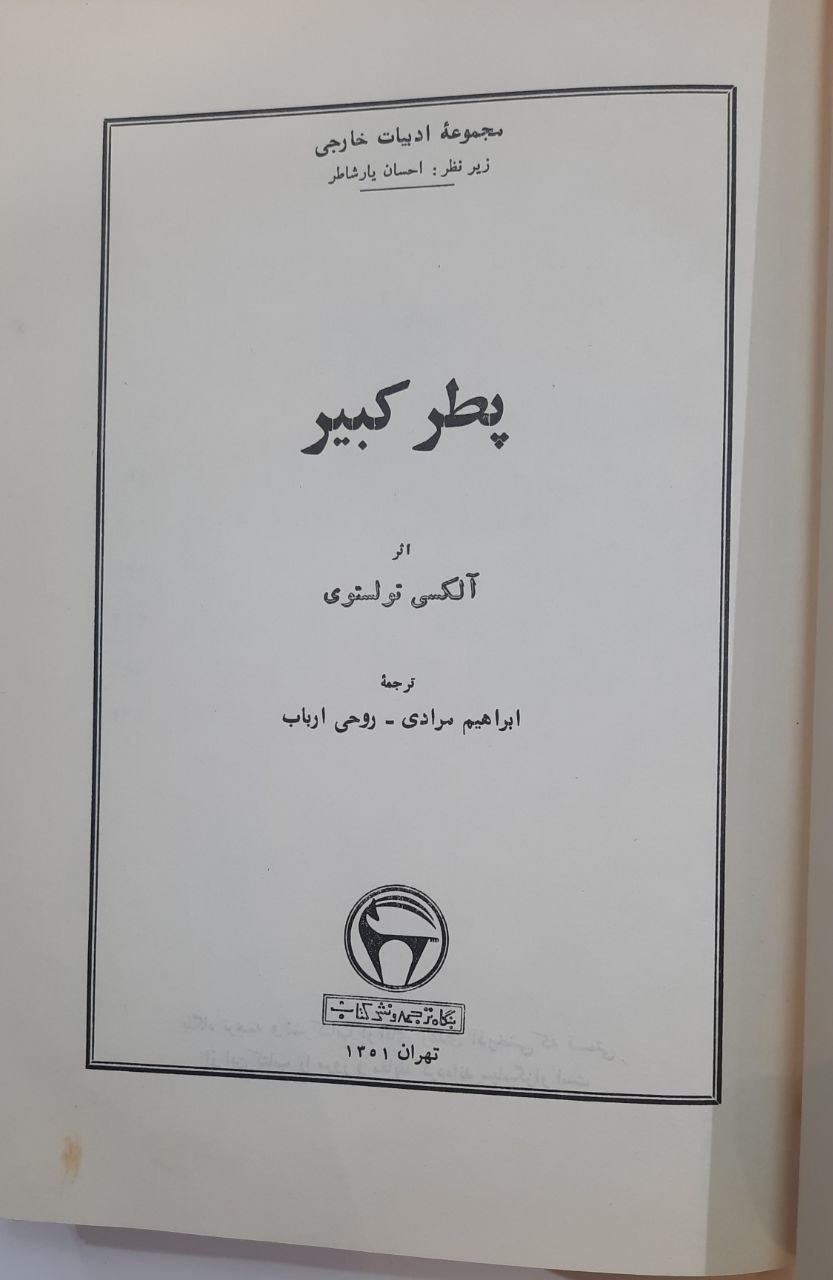 مجموعهٔ ادبیات خارجی
زیر نظر: احسان یارشاطر
پطر کبیر
اثر
آلکسی تولستوی
ترجمهٔ
ابراهیم مرادی - روحی ارباب
بنگاه ترجمه و نشر کتاب
تهران ۱۳۵۱